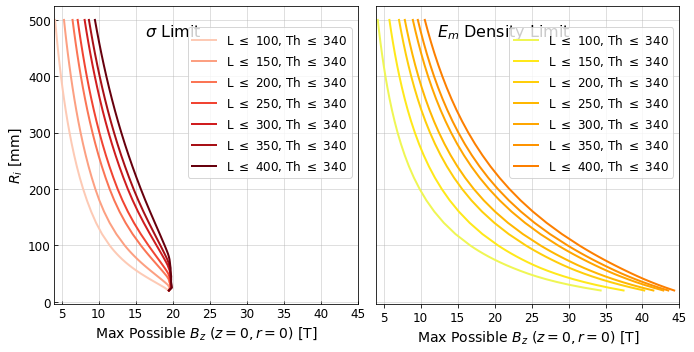 σ Limit
L ≤ 100, Th ≤ 340
L ≤ 150, Th ≤ 340
L ≤ 200, Th ≤ 340
L ≤ 250, Th ≤ 340
L ≤ 300, Th ≤ 340
L ≤ 350, Th ≤ 340
L ≤ 400, Th ≤ 340
500
400
300
200
100
0
R_i [mm]
5 10 15 20 25 30 35 40 45
Max Possible B_z (z = 0, r = 0) [T]
E_m Density Limit
L ≤ 100, Th ≤ 340
L ≤ 150, Th ≤ 340
L ≤ 200, Th ≤ 340
L ≤ 250, Th ≤ 340
L ≤ 300, Th ≤ 340
L ≤ 350, Th ≤ 340
L ≤ 400, Th ≤ 340
5 10 15 20 25 30 35 40 45
Max Possible B_z (z = 0, r = 0) [T]